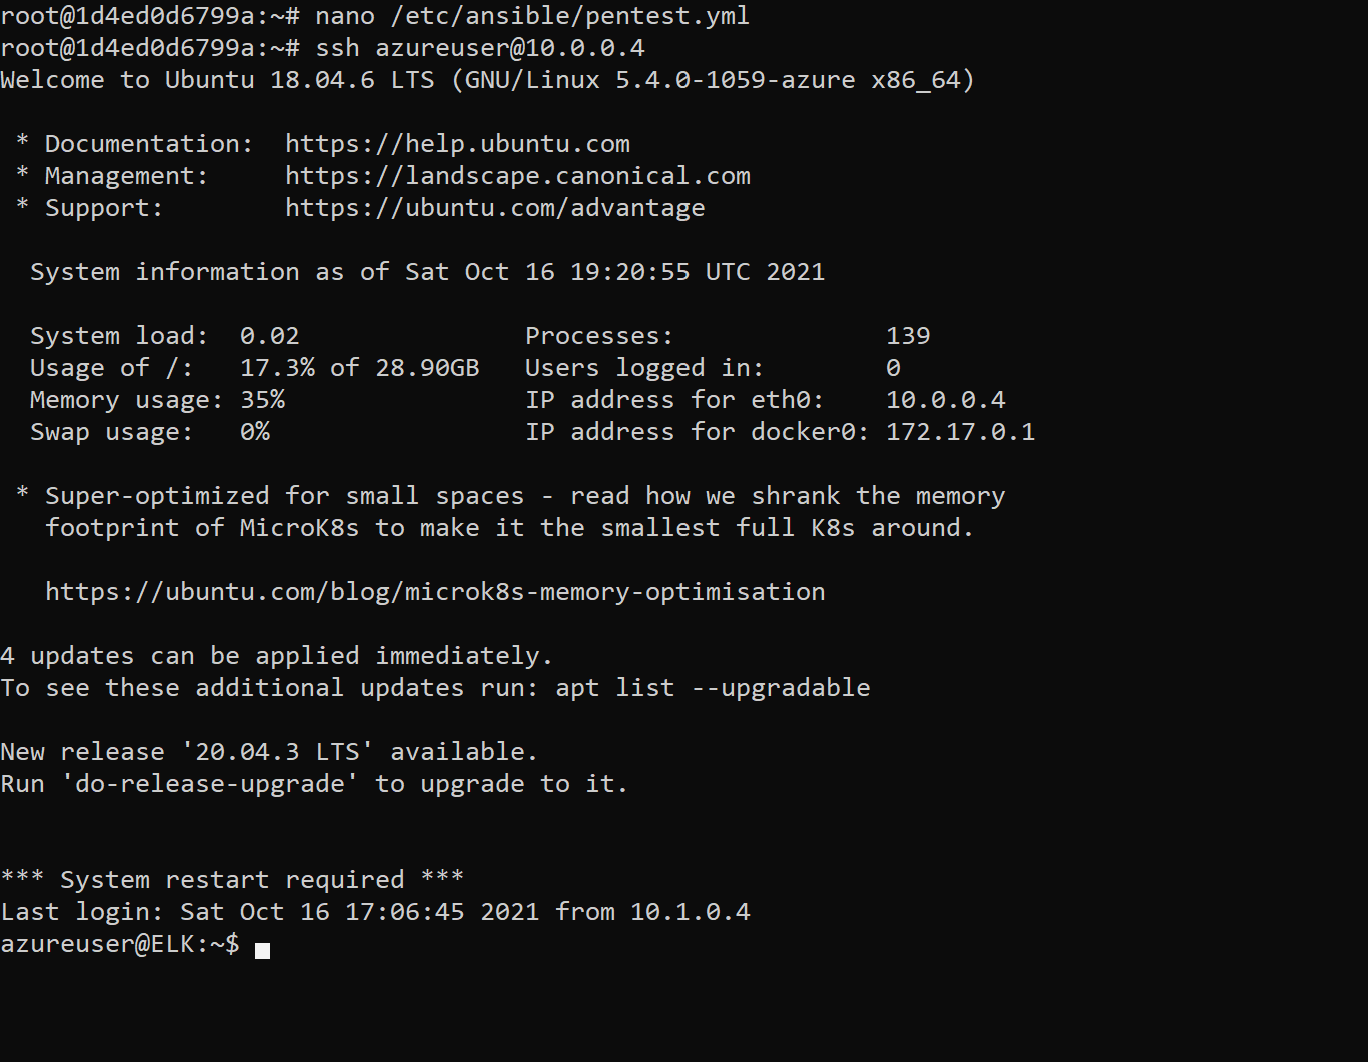 root@1d4ed0d6799a:~# nano /etc/ansible/pentest.yml
root@1d4ed0d6799a:~# ssh azureuser@10.0.0.4
Welcome to Ubuntu 18.04.6 LTS (GNU/Linux 5.4.0-1059-azure x86_64)

 * Documentation:  https://help.ubuntu.com
 * Management:     https://landscape.canonical.com
 * Support:        https://ubuntu.com/advantage

  System information as of Sat Oct 16 19:20:55 UTC 2021

  System load:  0.02               Processes:              139
  Usage of /:   17.3% of 28.90GB   Users logged in:        0
  Memory usage: 35%                IP address for eth0:    10.0.0.4
  Swap usage:   0%                 IP address for docker0: 172.17.0.1

 * Super-optimized for small spaces - read how we shrank the memory
   footprint of MicroK8s to make it the smallest full K8s around.

   https://ubuntu.com/blog/microk8s-memory-optimisation

4 updates can be applied immediately.
To see these additional updates run: apt list --upgradable

New release '20.04.3 LTS' available.
Run 'do-release-upgrade' to upgrade to it.


*** System restart required ***
Last login: Sat Oct 16 17:06:45 2021 from 10.1.0.4
azureuser@ELK:~$